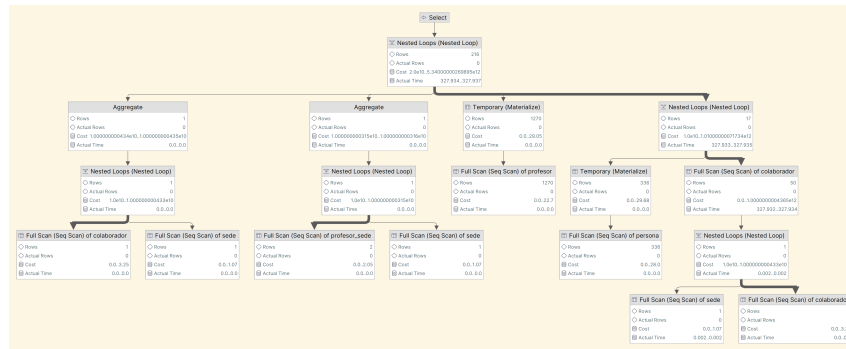 Select
Nested Loops (Nested Loop)
Rows 216
Actual Rows 0
Cost 2.0e10..5.34000000269895e12
Actual Time 327.934..327.937
Aggregate
Rows 1
Actual Rows 0
Cost 1.000000000434e10..1.000000000435e10
Actual Time 0.0..0.0
Aggregate
Rows 1
Actual Rows 0
Cost 1.000000000315e10..1.000000000316e10
Actual Time 0.0..0.0
Temporary (Materialize)
Rows 1270
Actual Rows 0
Cost 0.0..29.05
Actual Time 0.0..0.0
Nested Loops (Nested Loop)
Rows 17
Actual Rows 0
Cost 1.0e10..1.01000000071734e12
Actual Time 327.933..327.935
Nested Loops (Nested Loop)
Rows 1
Actual Rows 0
Cost 1.0e10..1.000000000433e10
Actual Time 0.0..0.0
Nested Loops (Nested Loop)
Rows 1
Actual Rows 0
Cost 1.0e10..1.000000000315e10
Actual Time 0.0..0.0
Full Scan (Seq Scan) of profesor
Rows 1270
Actual Rows 0
Cost 0.0..22.7
Actual Time 0.0..0.0
Temporary (Materialize)
Rows 336
Actual Rows 0
Cost 0.0..29.68
Actual Time 0.0..0.0
Full Scan (Seq Scan) of colaborador
Rows 50
Actual Rows 0
Cost 0.0..1.00000000004365e12
Actual Time 327.932..327.934
Full Scan (Seq Scan) of colaborador
Rows 1
Actual Rows 0
Cost 0.0..3.25
Actual Time 0.0..0.0
Full Scan (Seq Scan) of sede
Rows 1
Actual Rows 0
Cost 0.0..1.07
Actual Time 0.0..0.0
Full Scan (Seq Scan) of profesor_sede
Rows 2
Actual Rows 0
Cost 0.0..2.05
Actual Time 0.0..0.0
Full Scan (Seq Scan) of sede
Rows 1
Actual Rows 0
Cost 0.0..1.07
Actual Time 0.0..0.0
Full Scan (Seq Scan) of persona
Rows 336
Actual Rows 0
Cost 0.0..28.0
Actual Time 0.0..0.0
Nested Loops (Nested Loop)
Rows 1
Actual Rows 0
Cost 1.0e10..1.000000000433e10
Actual Time 0.002..0.002
Full Scan (Seq Scan) of sede
Rows 1
Actual Rows 0
Cost 0.0..1.07
Actual Time 0.002..0.002
Full Scan (Seq Scan) of colaborado
Rows
Actual Rows
Cost 0.0..3.
Actual Time 0.0..0